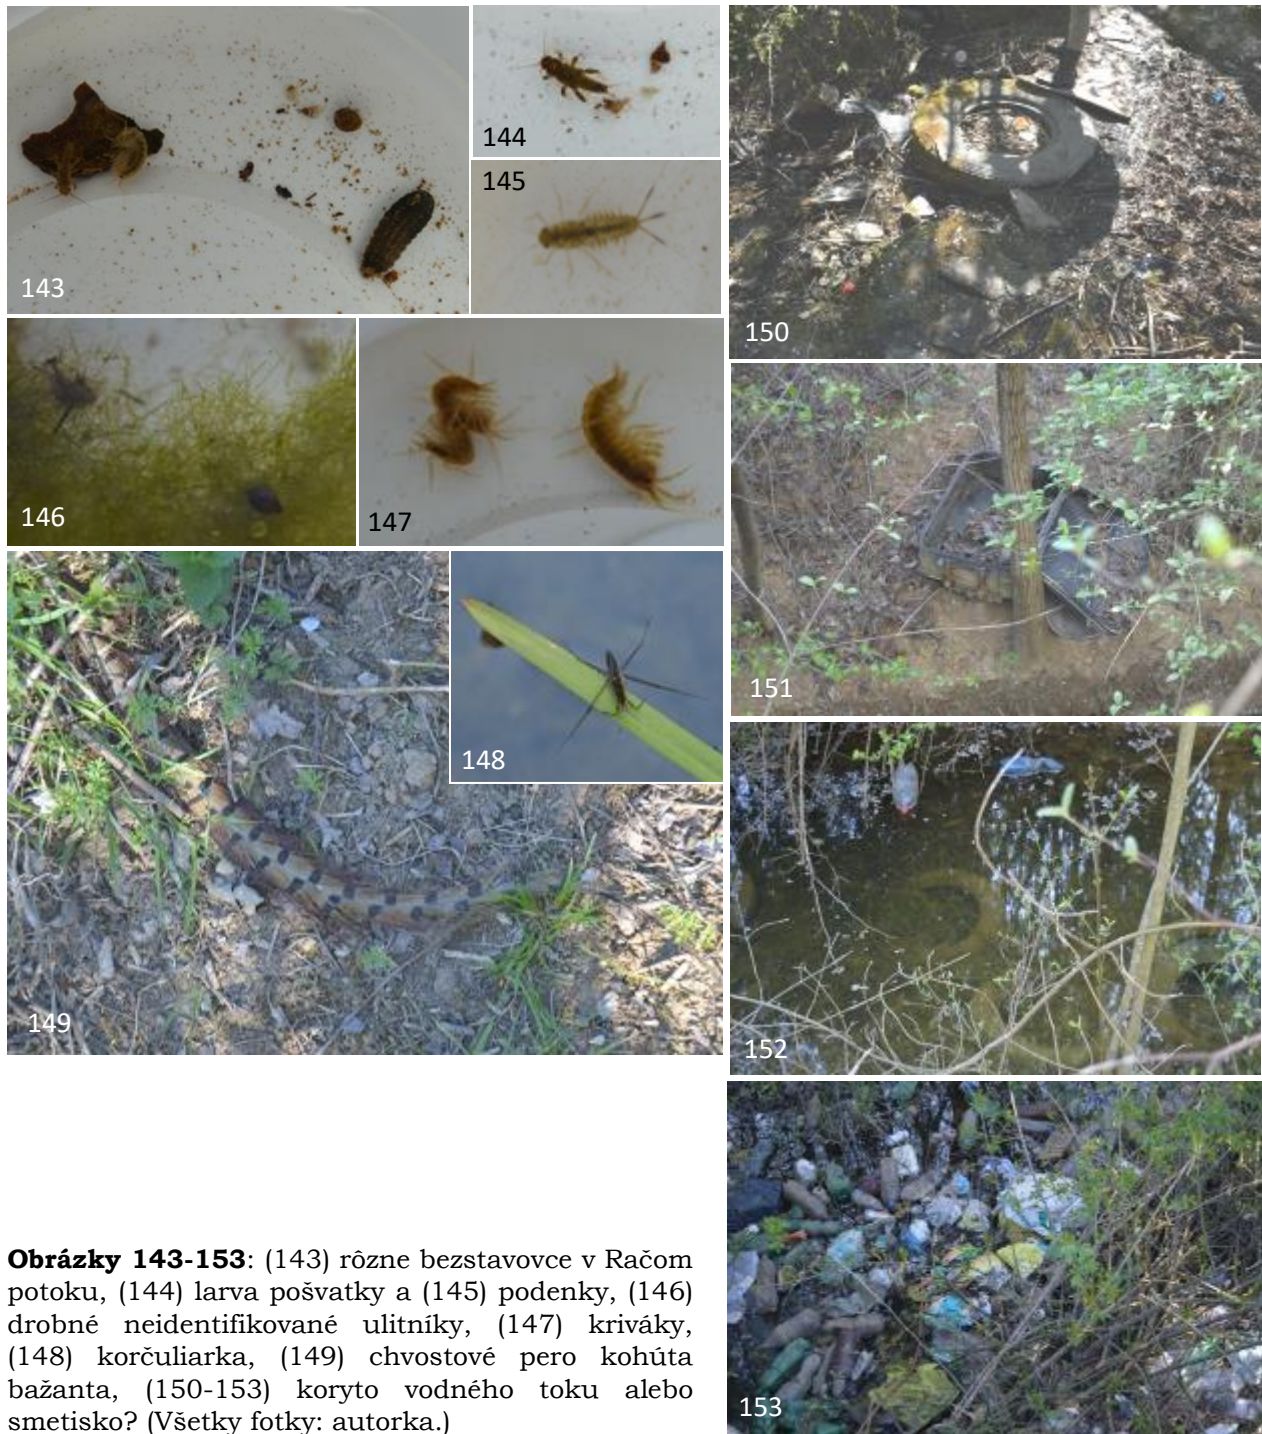 143
144
145
146
147
148
149
150
151
152
153
Obrázky 143-153: (143) rôzne bezstavovce v Račom
potoku, (144) larva pošvatky a (145) podenky, (146)
drobné neidentifikované ulitníky, (147) kriváky,
(148) korčuliarka, (149) chvostové pero kohúta
bažanta, (150-153) koryto vodného toku alebo
smetisko? (Všetky fotky: autorka.)